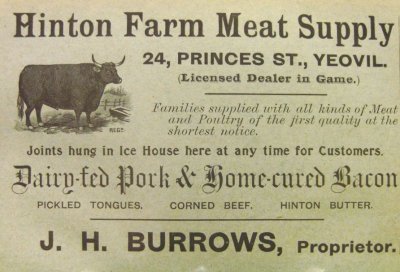 Hinton Farm Meat Supply
24, PRINCES ST., YEOVIL.
(Licensed Dealer in Game.)
Families supplied with all kinds of Meat
and Poultry of the first quality at the
shortest notice.
REGD.
Joints hung in Ice House here at any time for Customers.
Dairy-fed Pork & Home-cured Bacon
PICKLED TONGUES. CORNED BEEF. HINTON BUTTER.
J. H. BURROWS, Proprietor.